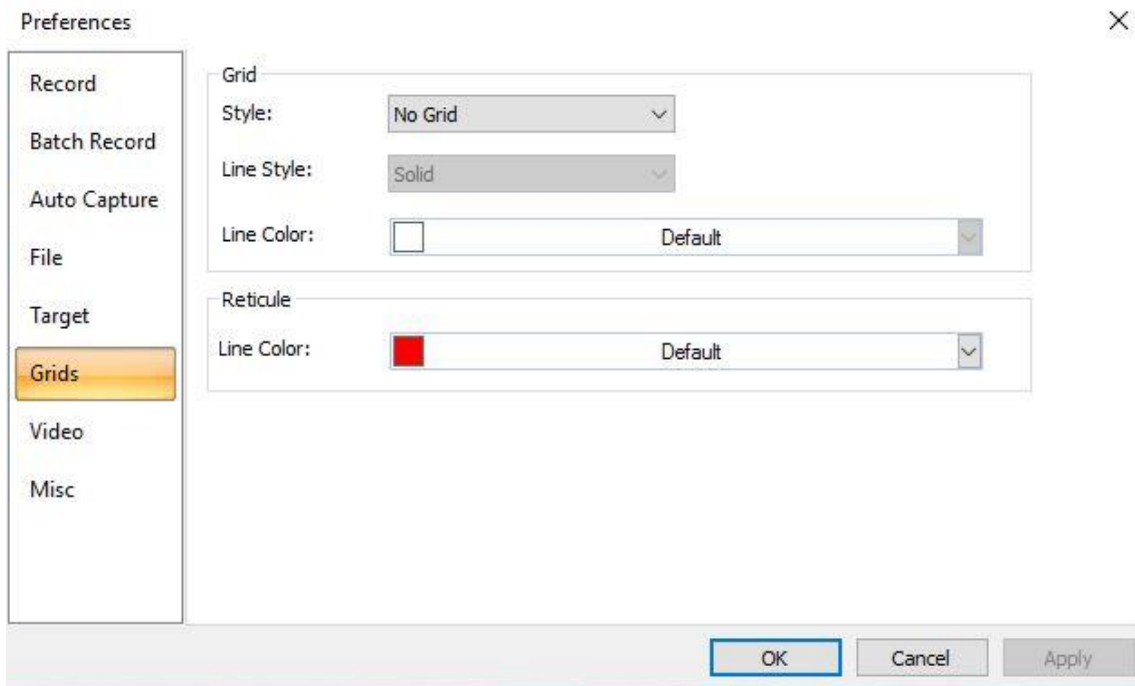 Preferences
Record
Batch Record
Auto Capture
File
Target
Grids
Video
Misc
Grid
Style: No Grid
Line Style: Solid
Line Color: Default
Reticule
Line Color: Default
OK Cancel Apply